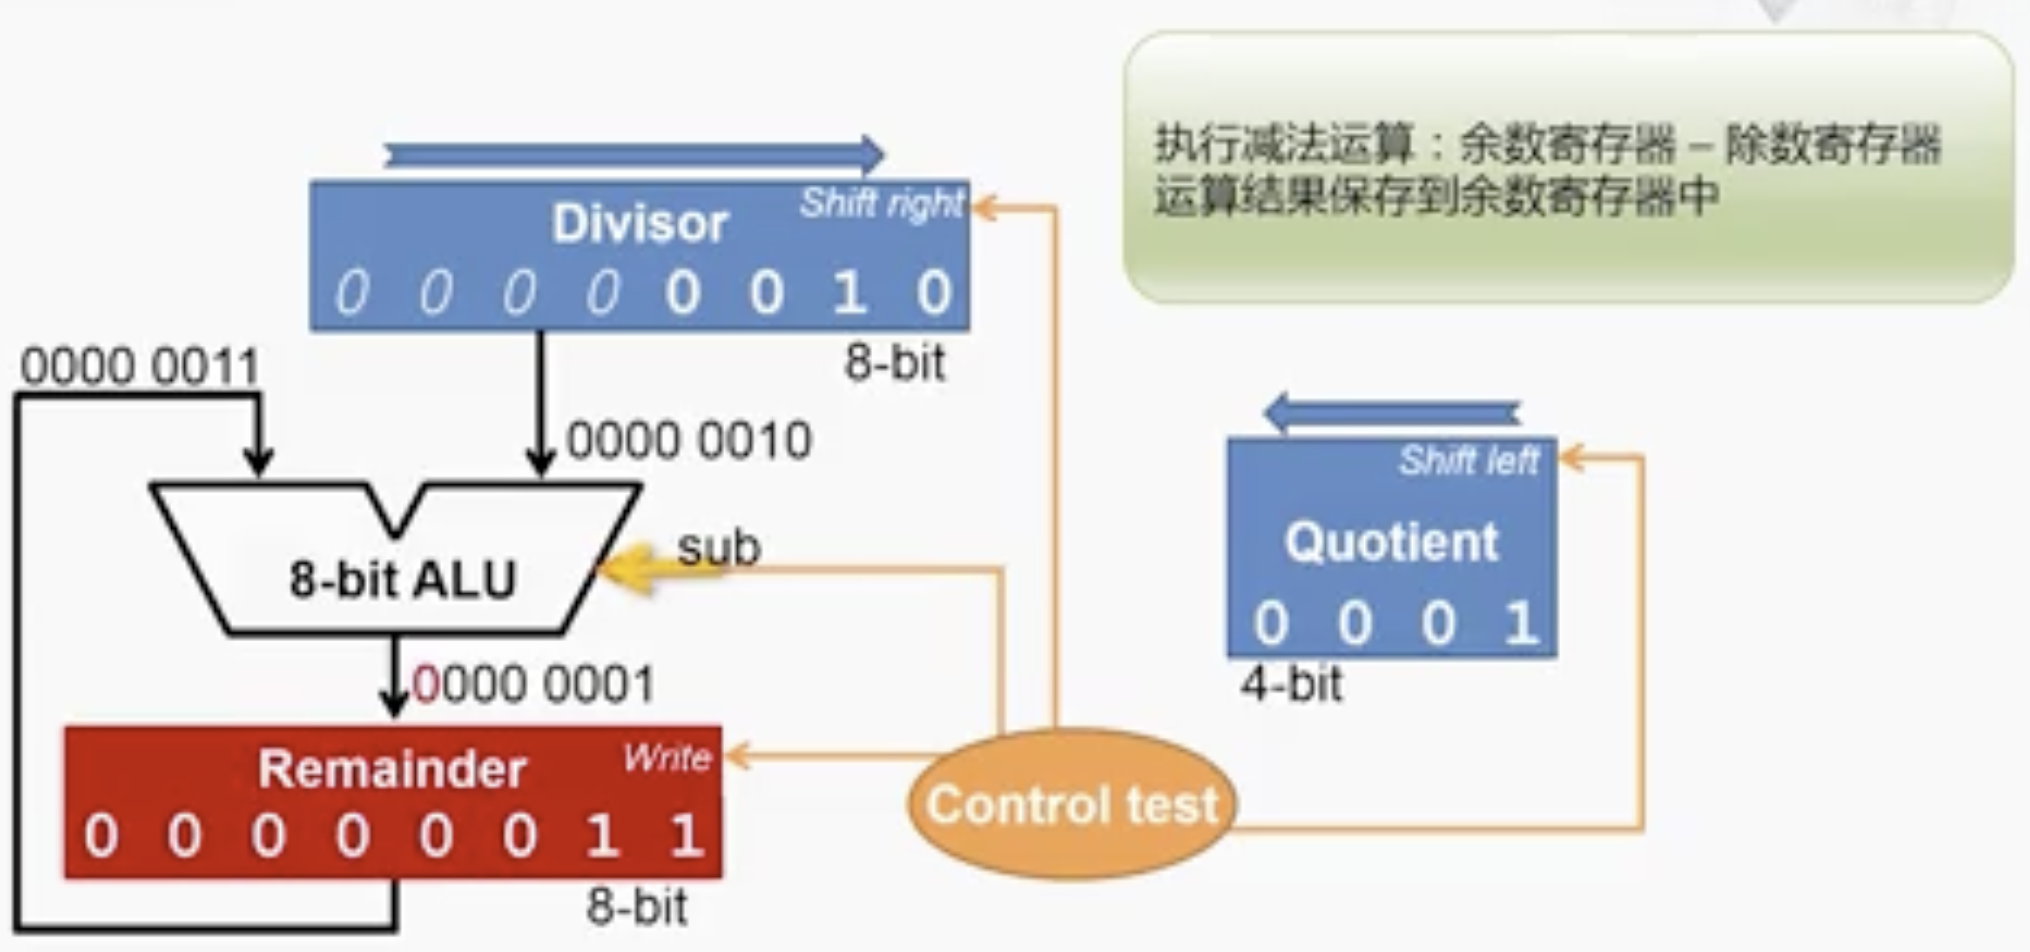 执行减法运算：余数寄存器 – 除数寄存器
运算结果保存到余数寄存器中
Shift right
Divisor
0 0 0 0 0 0 1 0
8-bit
0000 0011
0000 0010
Shift left
Quotient
0 0 0 1
4-bit
sub
8-bit ALU
0000 0001
Remainder
Write
0 0 0 0 0 0 1 1
8-bit
Control test